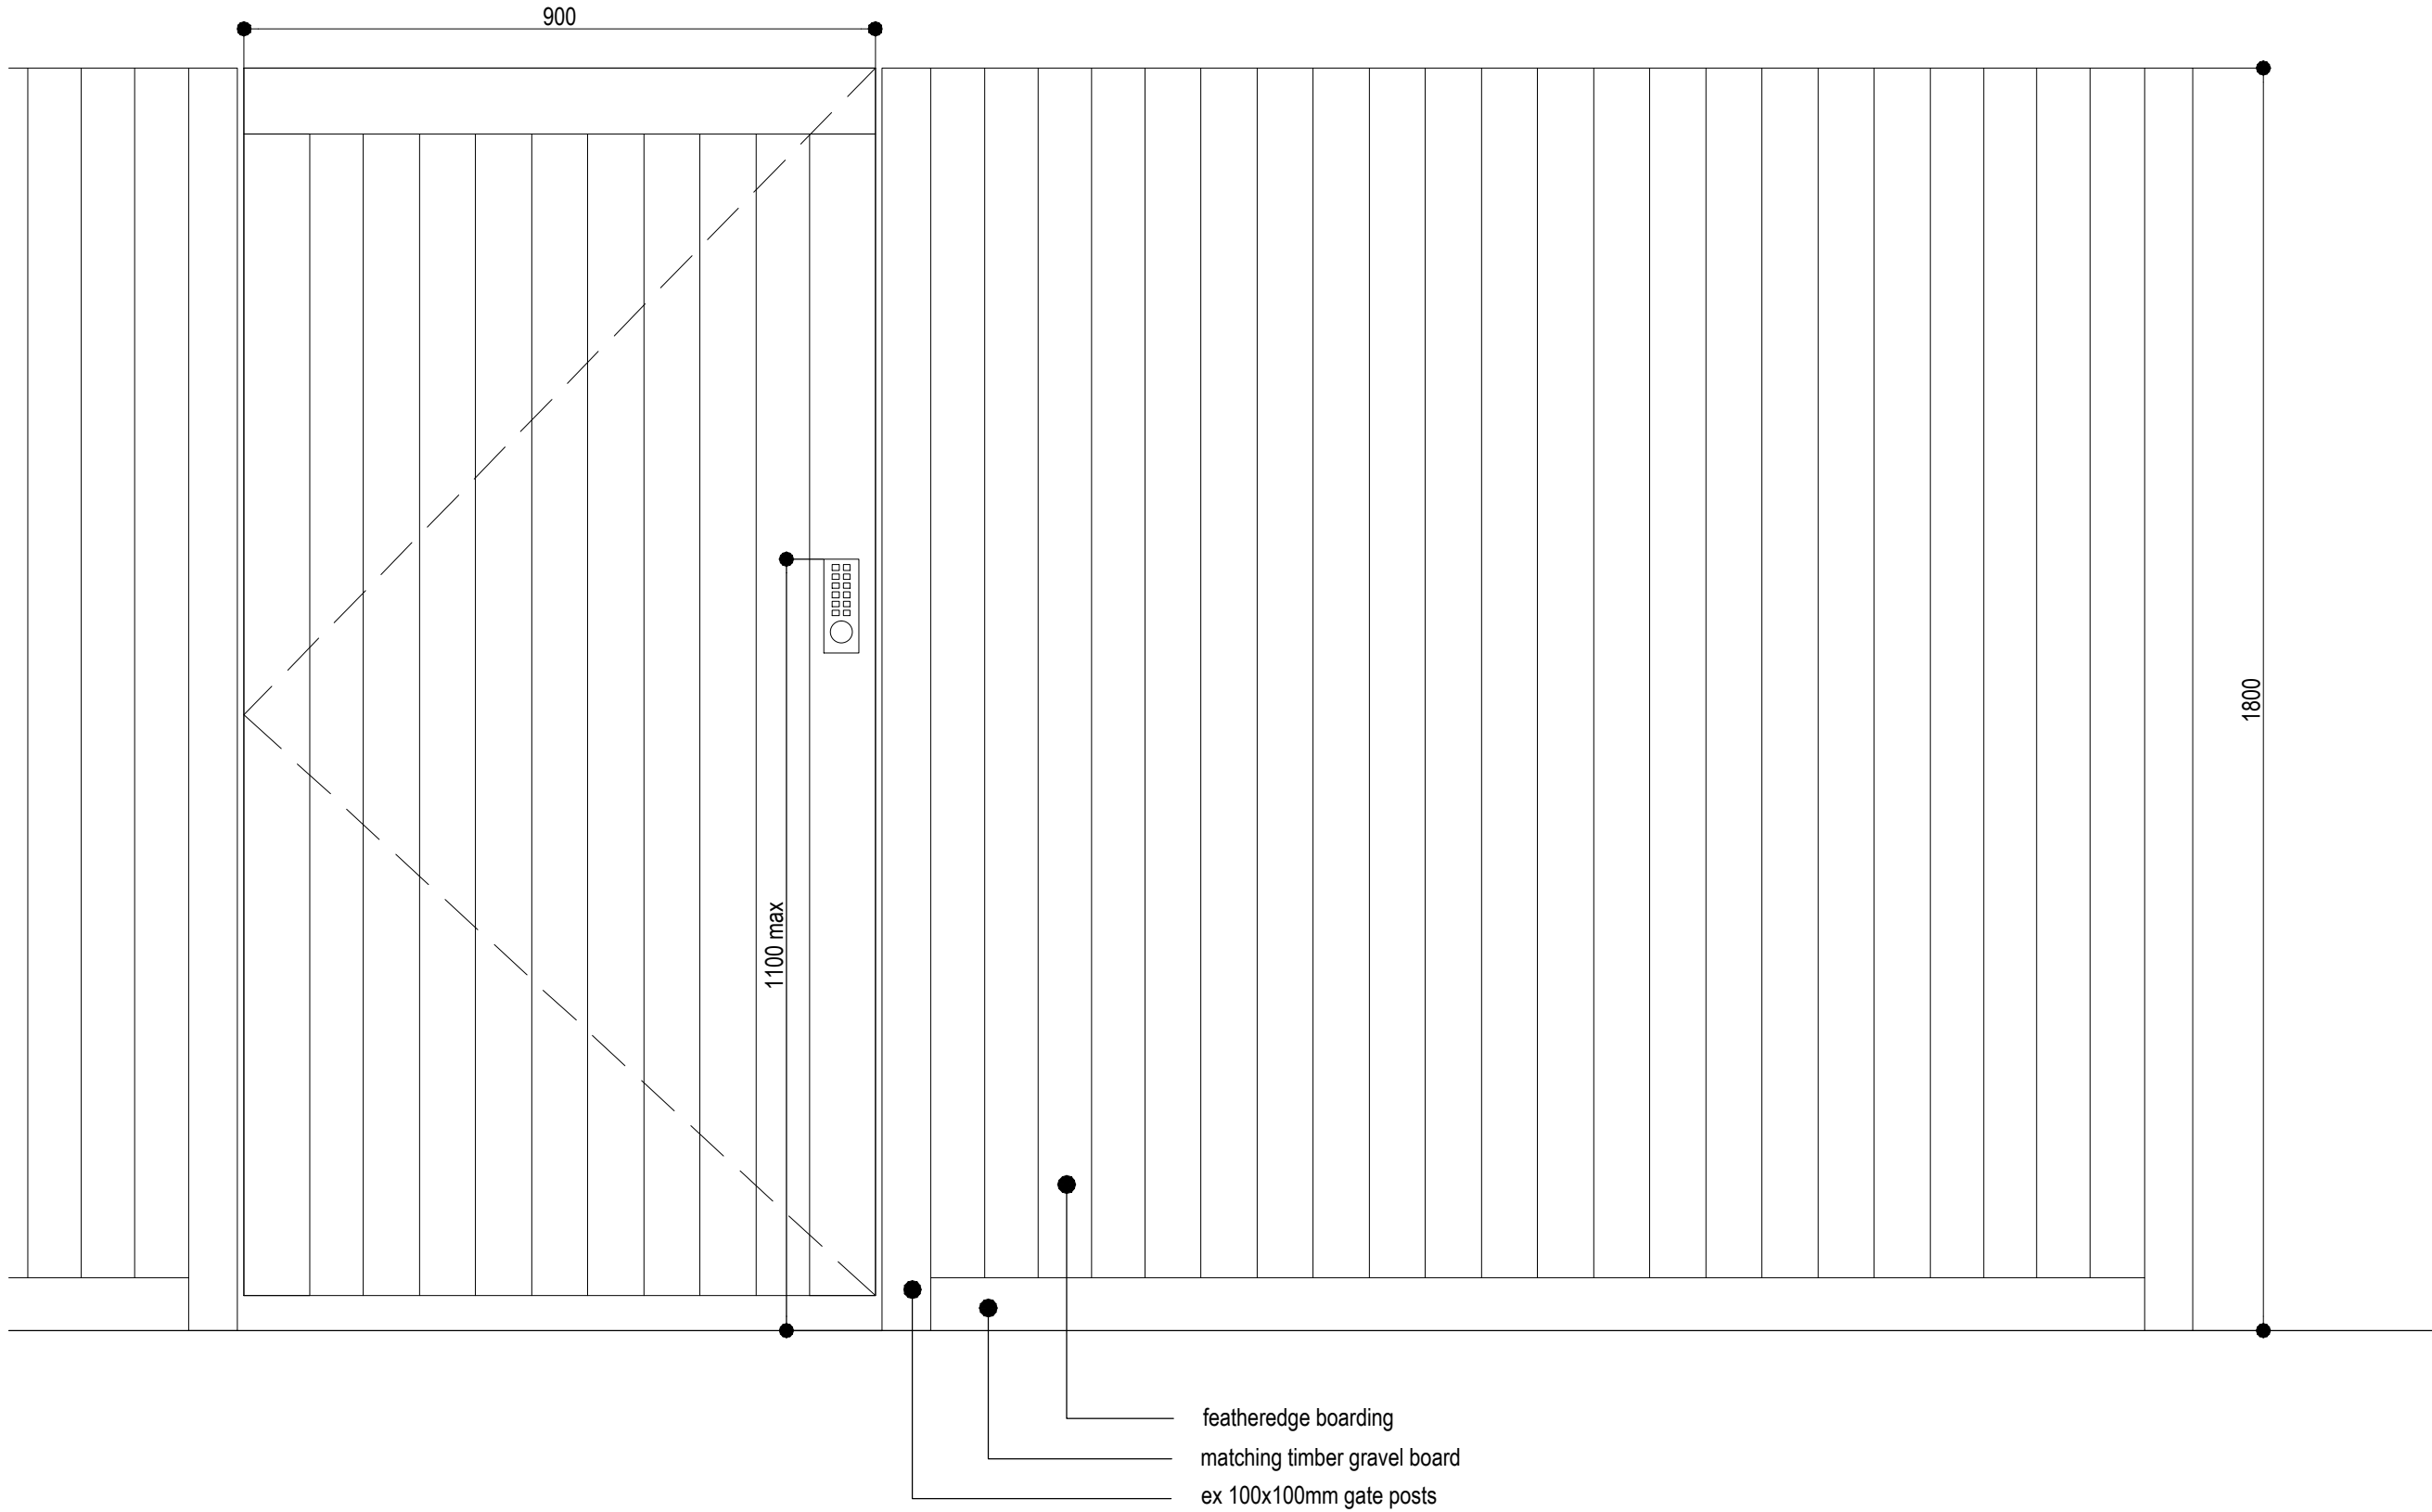 900
1100 max
1800
featheredge boarding
matching timber gravel board
ex 100x100mm gate posts